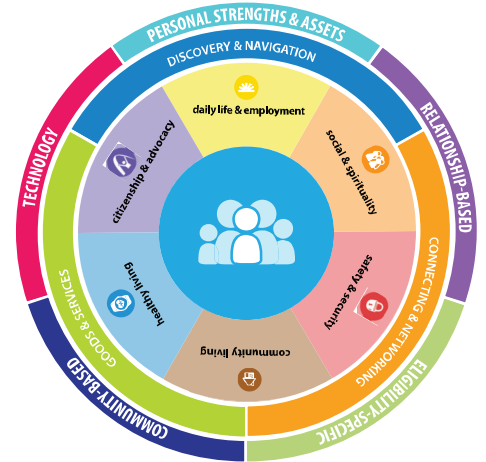 PERSONAL STRENGTHS & ASSETS
DISCOVERY & NAVIGATION
daily life & employment
social & spirituality
safety & security
community living
healthy living
citizenship & advocacy
CONNECTING & NETWORKING
GOODS & SERVICES
RELATIONSHIP-BASED
ELIGIBILITY-SPECIFIC
COMMUNITY-BASED
TECHNOLOGY